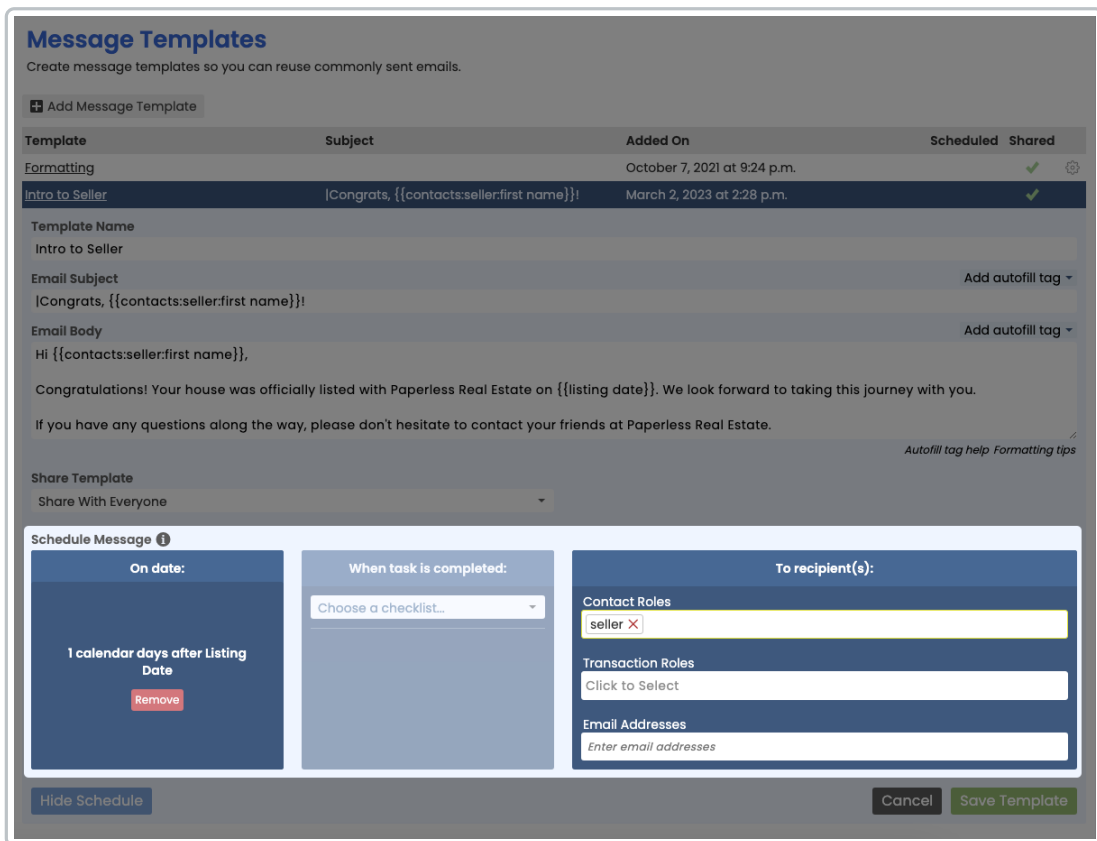 Message Templates
Create message templates so you can reuse commonly sent emails.
Add Message Template
Template Subject Added On Scheduled Shared
Formatting October 7, 2021 at 9:24 p.m.
Intro to Seller |Congrats, {{contacts:seller:first name}}! March 2, 2023 at 2:28 p.m.
Template Name
Intro to Seller
Email Subject Add autofill tag
|Congrats, {{contacts:seller:first name}}!
Email Body Add autofill tag
Hi {{contacts:seller:first name}},
Congratulations! Your house was officially listed with Paperless Real Estate on {{listing date}}. We look forward to taking this journey with you.
If you have any questions along the way, please don't hesitate to contact your friends at Paperless Real Estate.
Autofill tag help Formatting tips
Share Template
Share With Everyone
Schedule Message
On date:
1 calendar days after Listing
Date
Remove
When task is completed:
Choose a checklist...
To recipient(s):
Contact Roles
seller
Transaction Roles
Click to Select
Email Addresses
Enter email addresses
Hide Schedule Cancel Save Template